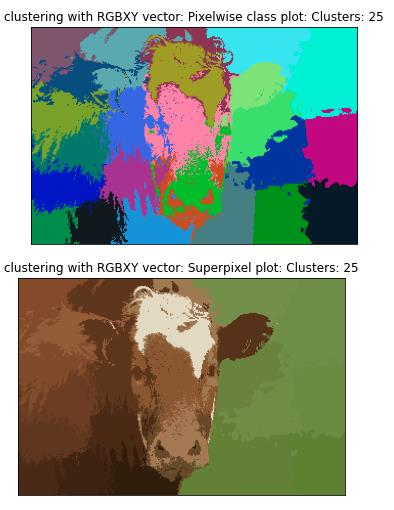 clustering with RGBXY vector: Pixelwise class plot: Clusters: 25
clustering with RGBXY vector: Superpixel plot: Clusters: 25